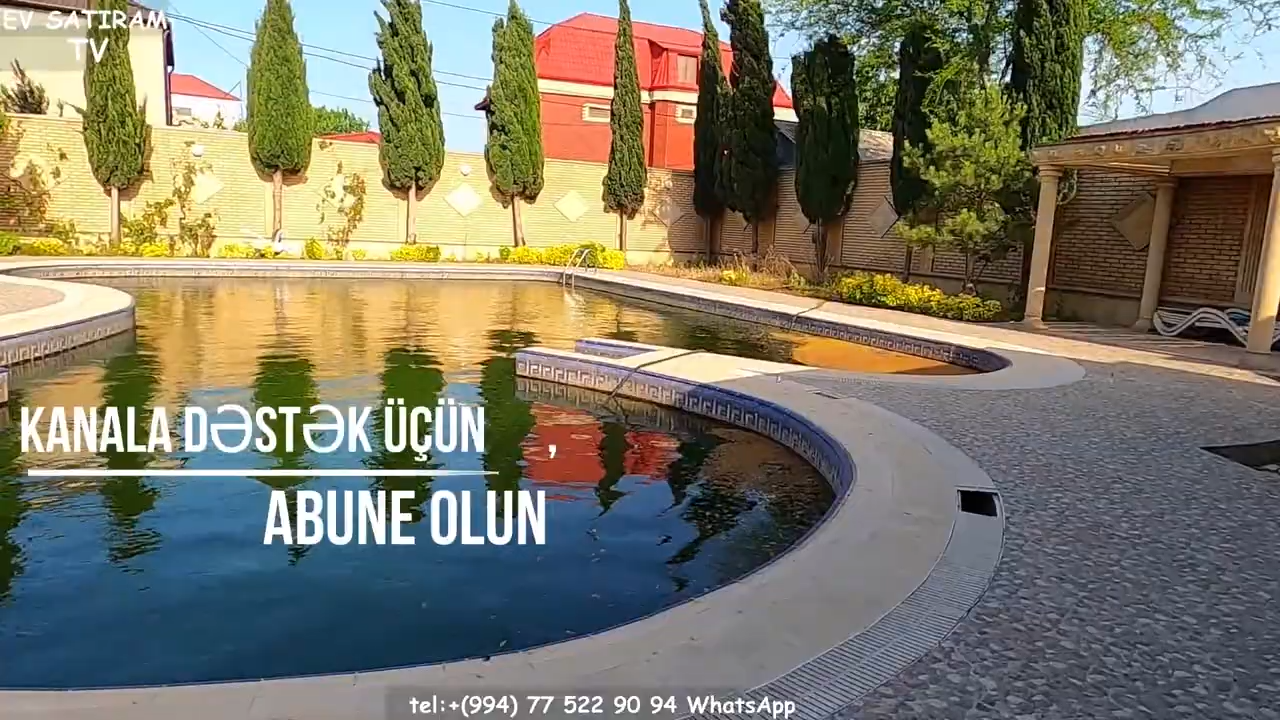 EV SATIRAM
TV
KANALA DƏSTƏK ÜÇÜN ,
ABUNE OLUN
tel:+(994) 77 522 90 94 WhatsApp